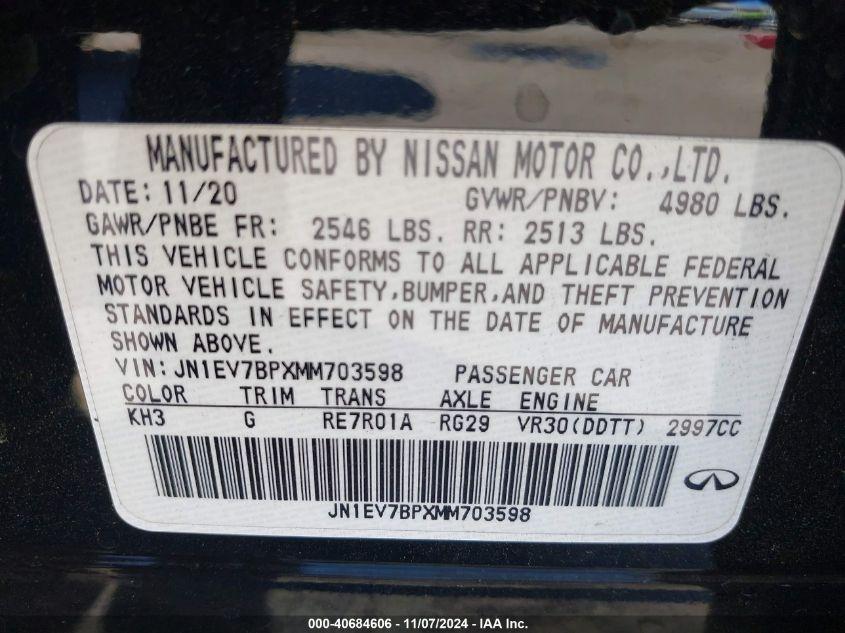 MANUFACTURED BY NISSAN MOTOR CO.,LTD.
DATE: 11/20 GVWR/PNBV: 4980 LBS.
GAWR/PNBE FR: 2546 LBS. RR: 2513 LBS.
THIS VEHICLE CONFORMS TO ALL APPLICABLE FEDERAL
MOTOR VEHICLE SAFETY,BUMPER,AND THEFT PREVENTION
STANDARDS IN EFFECT ON THE DATE OF MANUFACTURE
SHOWN ABOVE.
VIN: JN1EV7BPXMM703598 PASSENGER CAR
COLOR TRIM TRANS AXLE ENGINE
KH3 G RE7R01A RG29 VR30(DDTT) 2997CC
JN1EV7BPXMM703598
000-40684606 - 11/07/2024 - IAA Inc.